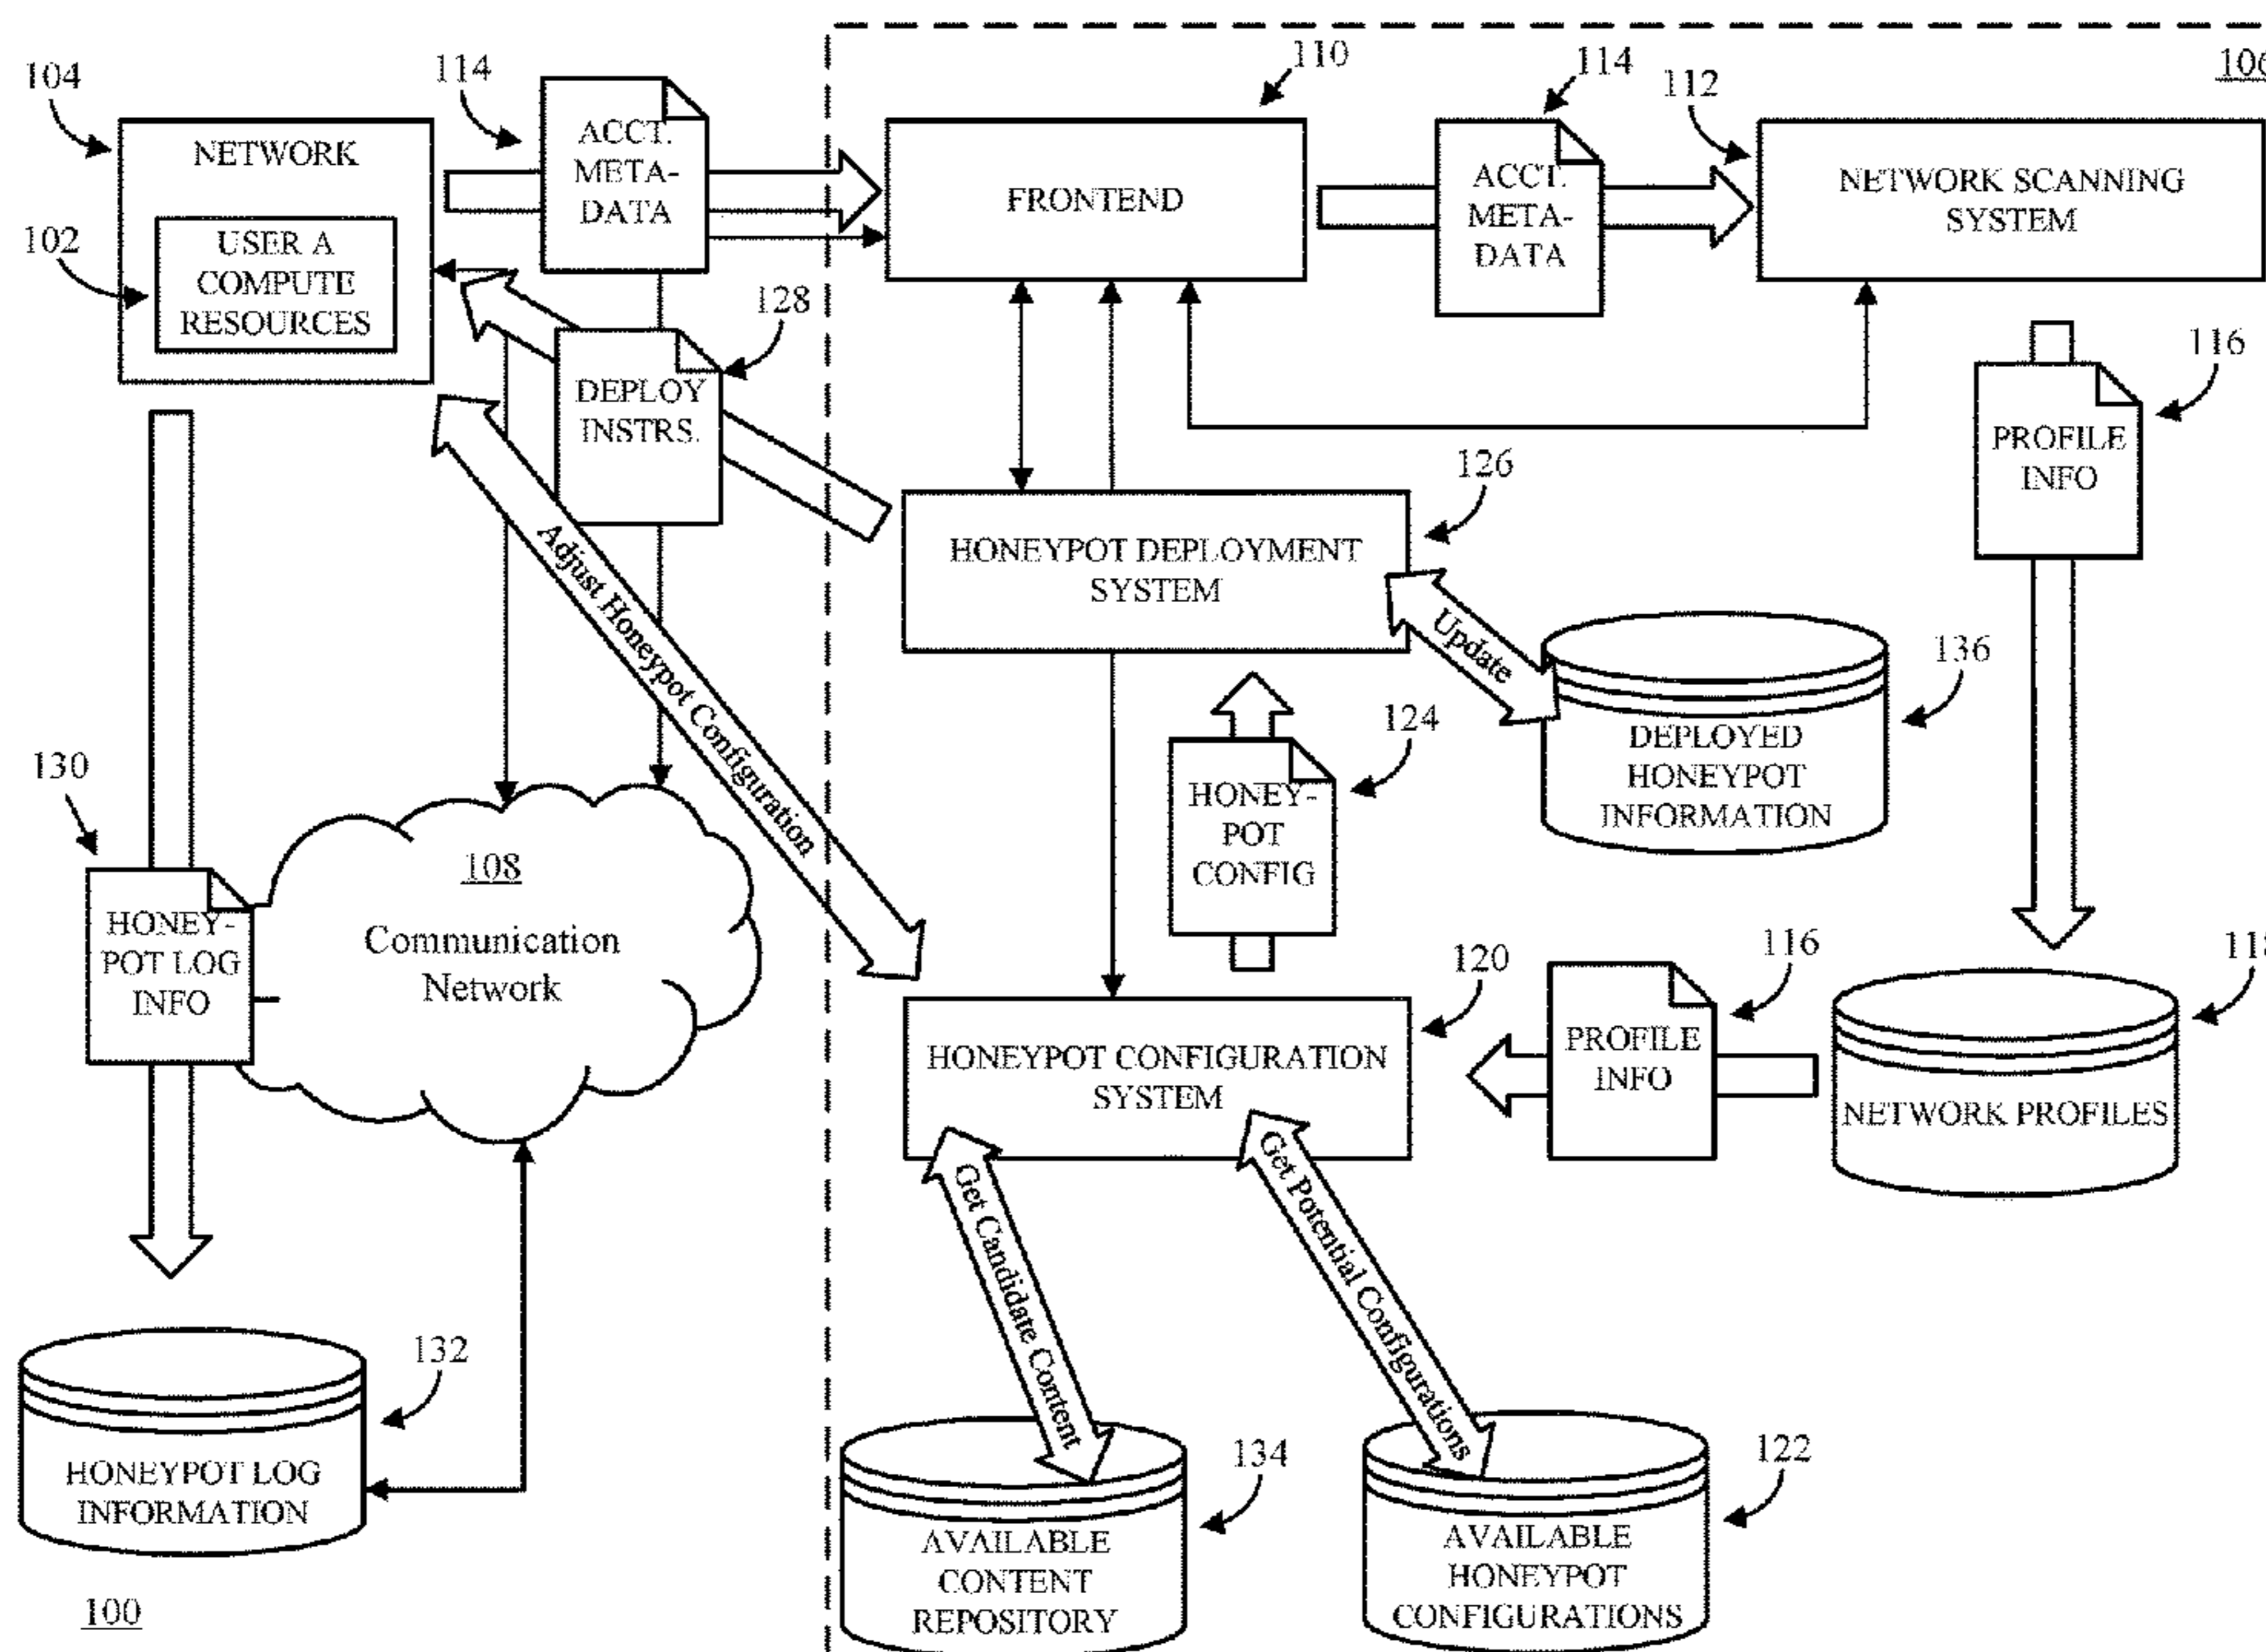 104
114
110
114
112
106
NETWORK
ACCT.
META-
DATA
FRONTEND
ACCT.
META-
DATA
NETWORK SCANNING
SYSTEM
102
USER A
COMPUTE
RESOURCES
128
DEPLOY
INSTRS.
116
PROFILE
INFO
126
HONEYPOT DEPLOYMENT
SYSTEM
Adjust Honeypot Configuration
Update
136
DEPLOYED
HONEYPOT
INFORMATION
124
HONEY-
POT
CONFIG
130
HONEY-
POT LOG
INFO
108
Communication
Network
120
HONEYPOT CONFIGURATION
SYSTEM
116
PROFILE
INFO
118
NETWORK PROFILES
Get Candidate Content
Get Potential Configurations
132
HONEYPOT LOG
INFORMATION
134
AVAILABLE
CONTENT
REPOSITORY
122
AVAILABLE
HONEYPOT
CONFIGURATIONS
100